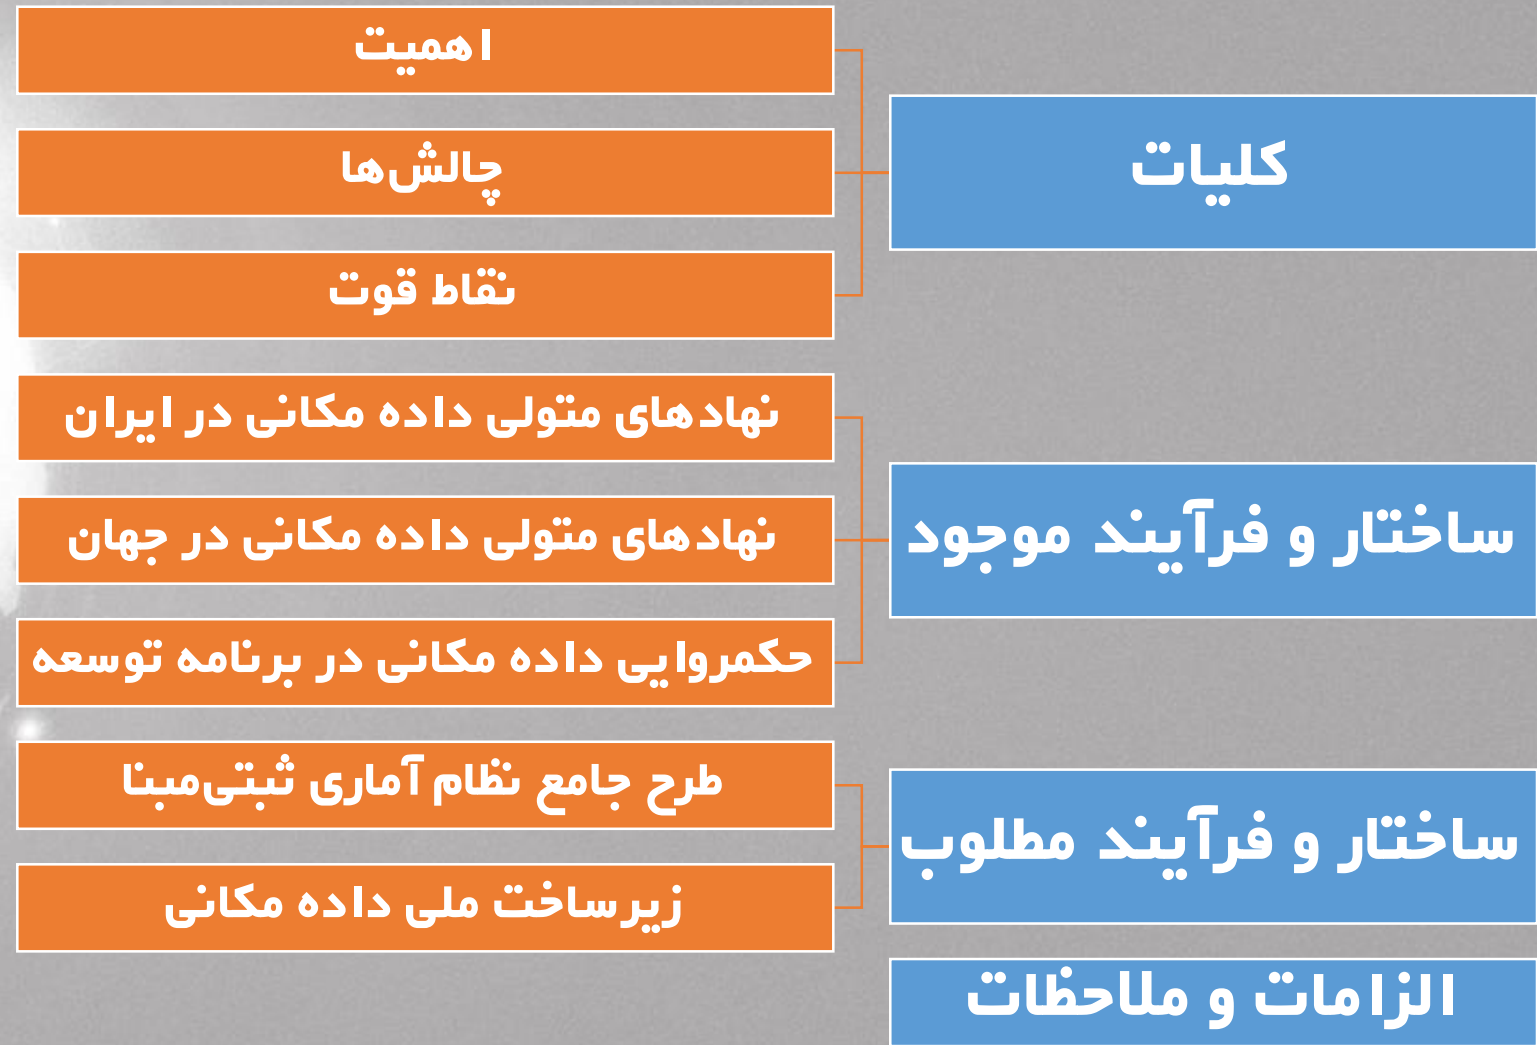 کلیات
اهمیت
چالش‌ها
نقاط قوت
ساختار و فرآیند موجود
نهادهای متولی داده مکانی در ایران
نهادهای متولی داده مکانی در جهان
حکمروایی داده مکانی در برنامه توسعه
ساختار و فرآیند مطلوب
طرح جامع نظام آماری ثبتی‌مبنا
زیرساخت ملی داده مکانی
الزامات و ملاحظات